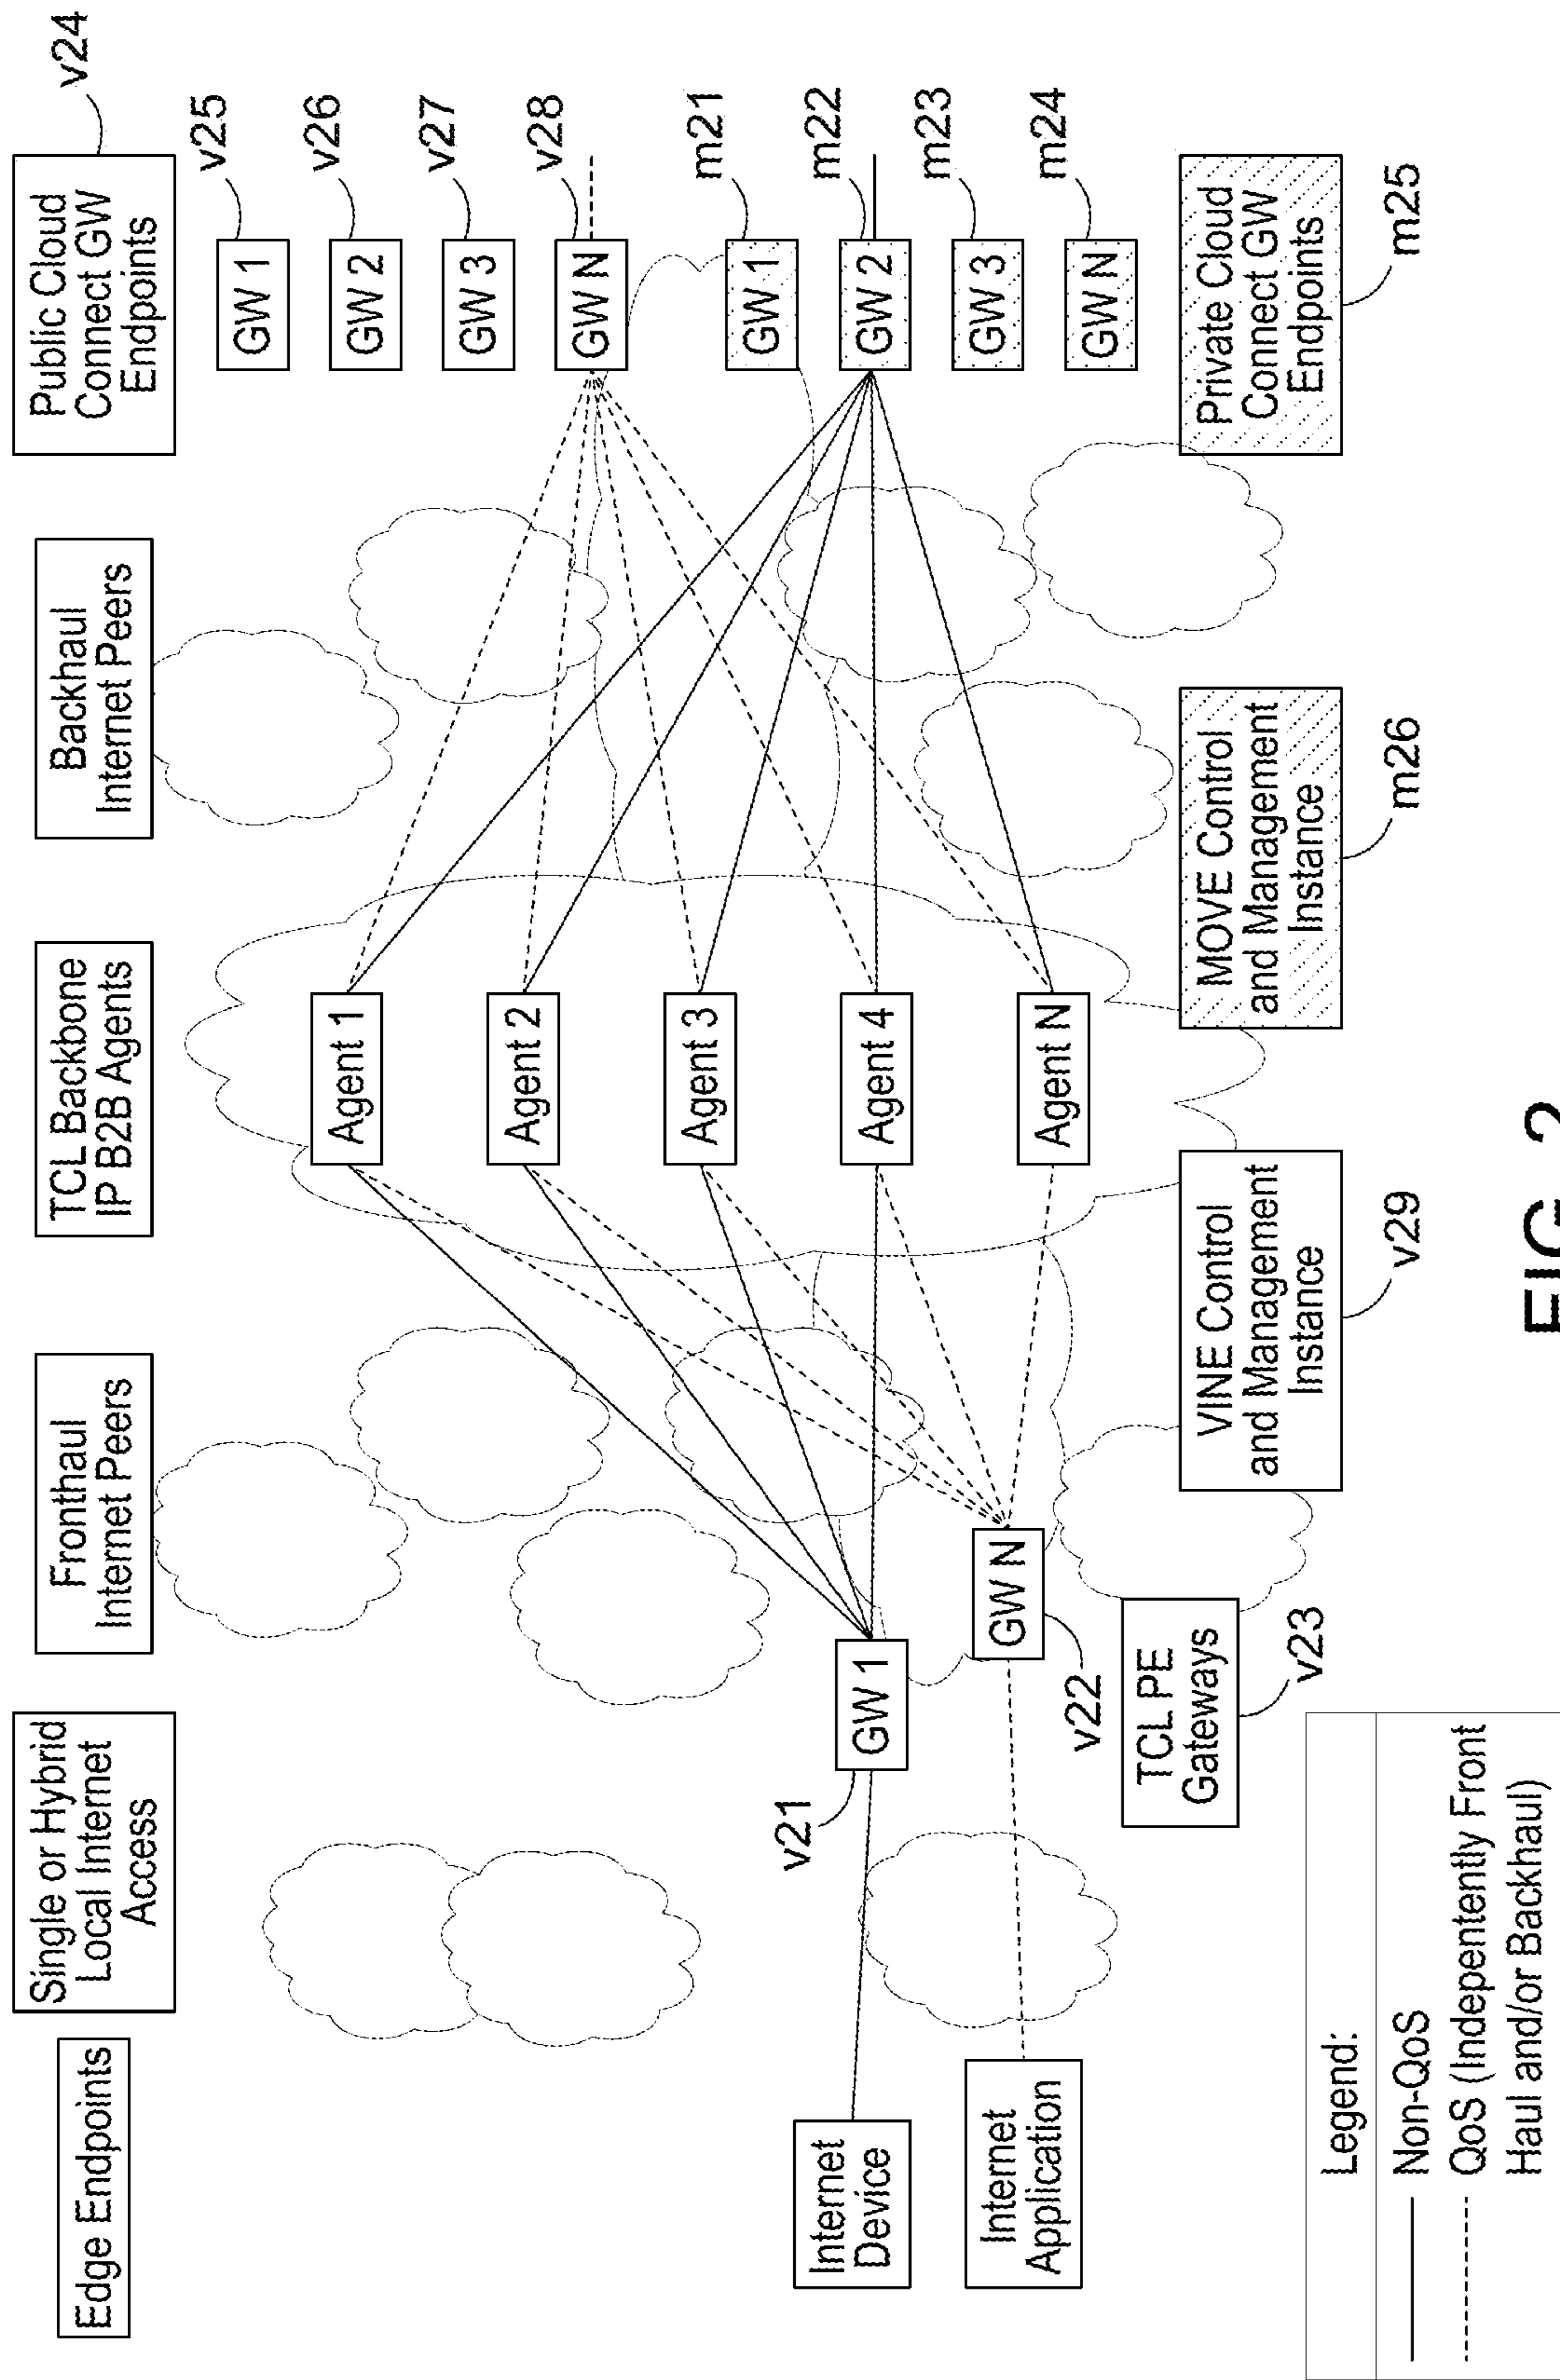 Edge Endpoints
Single or Hybrid
Local Internet
Access
Fronthaul
Internet Peers
TCL Backbone
IP B2B Agents
Backhaul
Internet Peers
Public Cloud
Connect GW
Endpoints
v24
GW 1
v25
GW 2
v26
GW 3
v27
GW N
v28
GW 1
m21
GW 2
m22
GW 3
m23
GW N
m24
Private Cloud
Connect GW
Endpoints
m25
Agent 1
Agent 2
Agent 3
Agent 4
Agent N
Internet
Device
Internet
Application
v21
GW 1
GW N
v22
TCL PE
Gateways
v23
VINE Control
and Management
Instance
v29
MOVE Control
and Management
Instance
m26
Legend:
Non-QoS
QoS (Indepentently Front
Haul and/or Backhaul)
FIG. 2